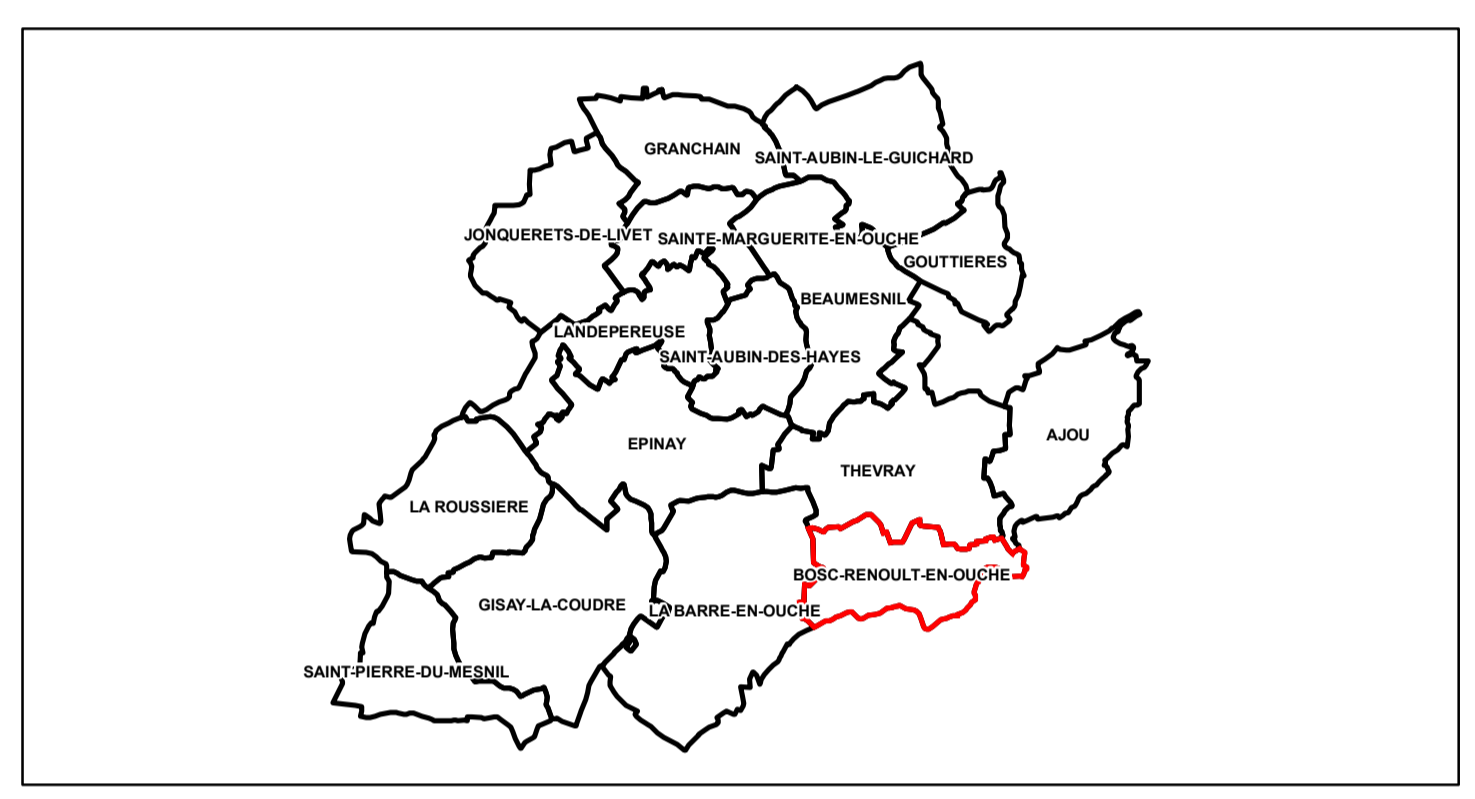 GRANCHAIN
SAINT-AUBIN-LE-GUICHARD
JONQUERETS-DE-LIVET
SAINTE-MARGUERITE-EN-OUCHE
GOUTTIERES
BEAUMESNIL
LANDEPEREUSE
SAINT-AUBIN-DES-HAYES
AJOU
EPINAY
THEVRAY
LA ROUSSIERE
BOSC-RENOULT-EN-OUCHE
GISAY-LA-COUDRE
LA BARRE-EN-OUCHE
SAINT-PIERRE-DU-MESNIL